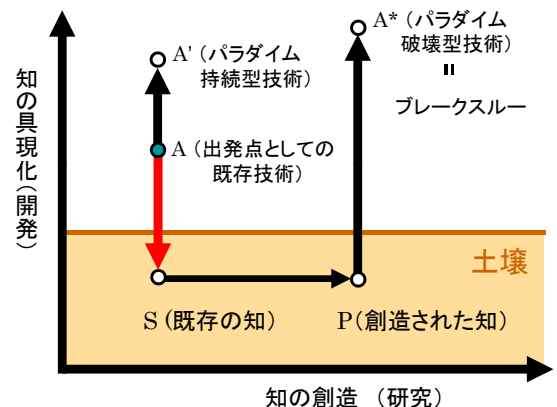 A* (パラダイム
破壊型技術)
=
ブレークスルー
A' (パラダイム
持続型技術)
A (出発点としての
既存技術)
知の具現化(開発)
土壌
S (既存の知)
P(創造された知)
知の創造 (研究)